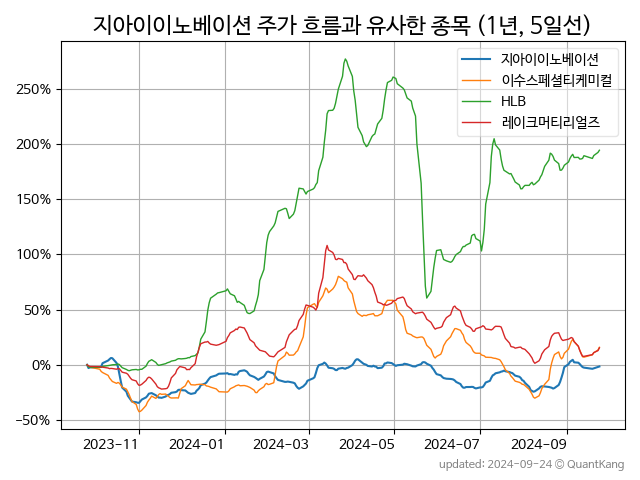 지아이이노베이션 주가 흐름과 유사한 종목 (1년, 5일선)
지아이이노베이션
이수스페셜티케미컬
HLB
레이크머티리얼즈
250%
200%
150%
100%
50%
0%
−50%
2023-11
2024-01
2024-03
2024-05
2024-07
2024-09
updated: 2024-09-24 © QuantKang